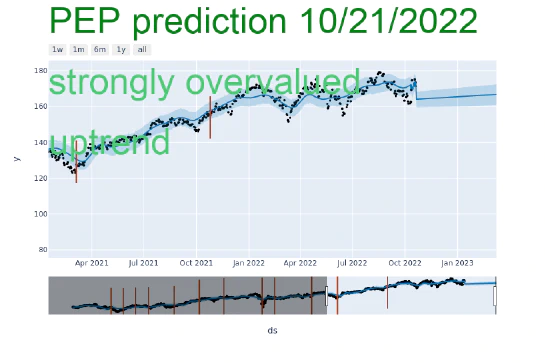 PEP prediction 10/21/2022
1w 1m 6m 1y all
strongly overvalued
uptrend
180
160
140
120
100
80
y
Apr 2021 Jul 2021 Oct 2021 Jan 2022 Apr 2022 Jul 2022 Oct 2022 Jan 2023
ds